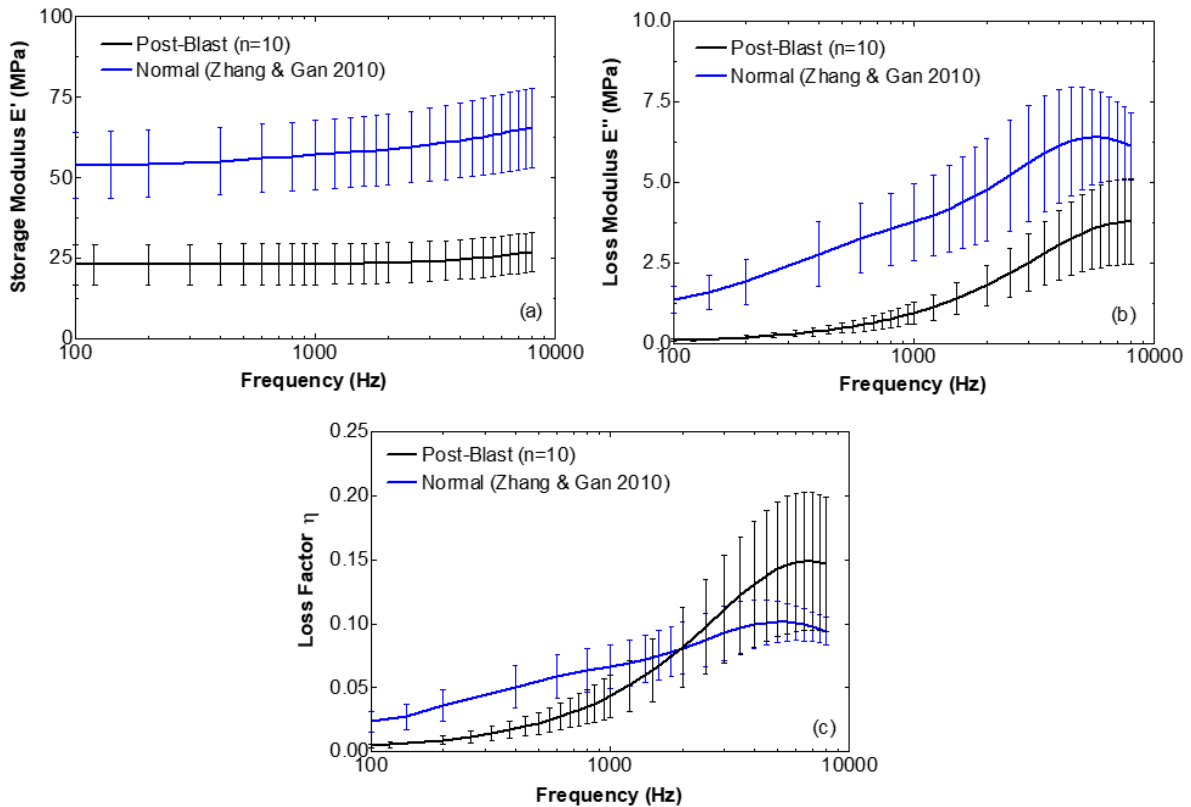 Storage Modulus E' (MPa)
100
75
50
25
0
Post-Blast (n=10)
Normal (Zhang & Gan 2010)
(a)
100
1000
10000
Frequency (Hz)
Loss Modulus E'' (MPa)
10.0
7.5
5.0
2.5
0.0
Post-Blast (n=10)
Normal (Zhang & Gan 2010)
(b)
100
1000
10000
Frequency (Hz)
Loss Factor η
0.25
0.20
0.15
0.10
0.05
0.00
Post-Blast (n=10)
Normal (Zhang & Gan 2010)
(c)
100
1000
10000
Frequency (Hz)